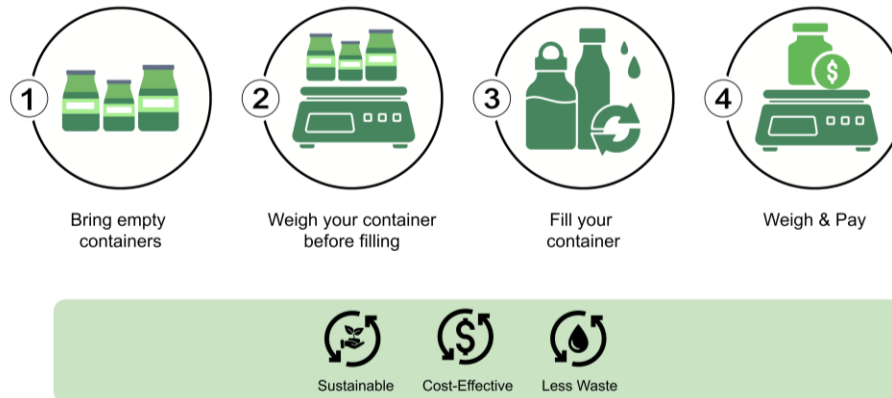 1
2
3
4
$
Bring empty
containers
Weigh your container
before filling
Fill your
container
Weigh & Pay
$
Sustainable
Cost-Effective
Less Waste